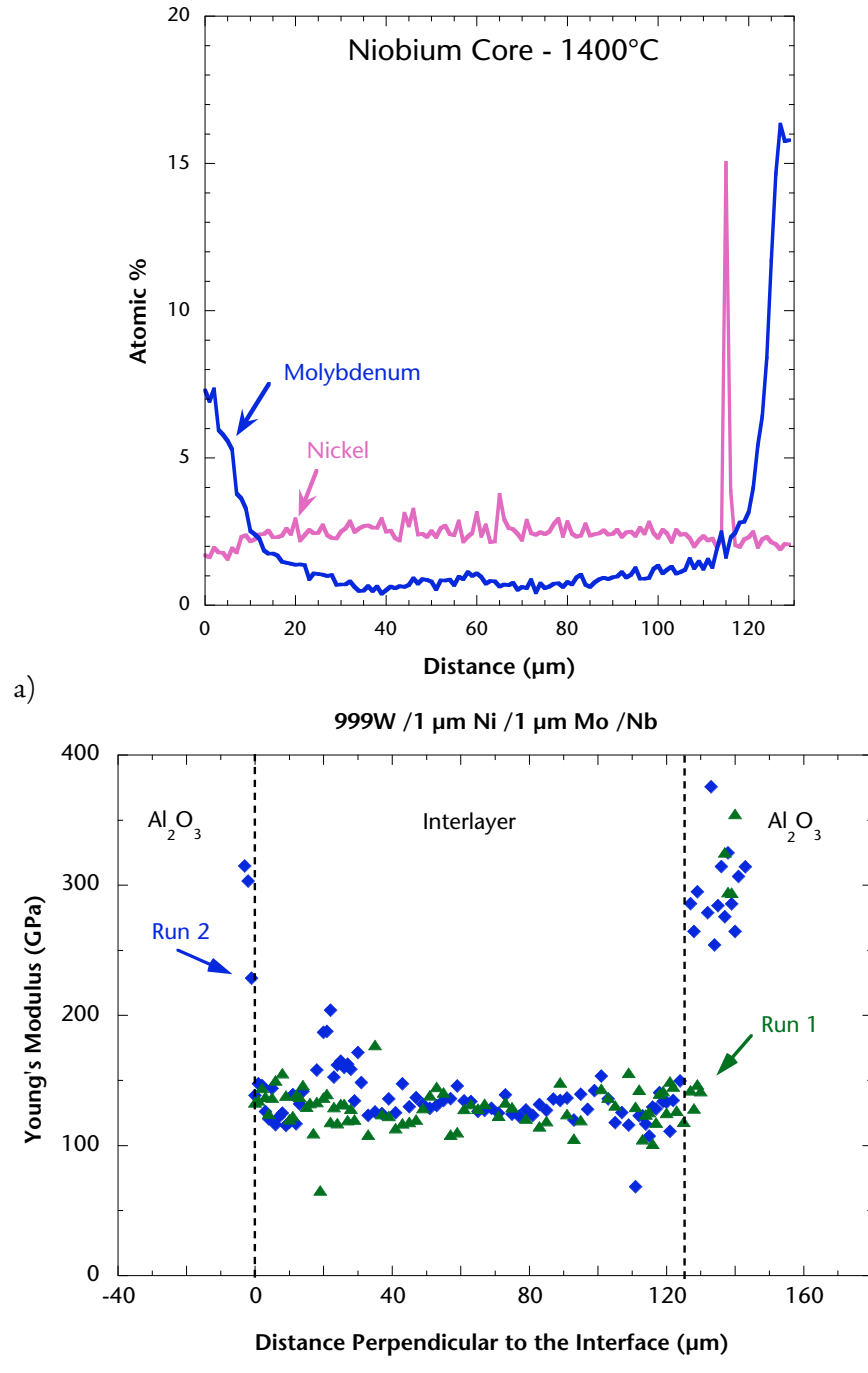 Niobium Core - 1400°C
20
15
10
5
0
Atomic %
Molybdenum
Nickel
0 20 40 60 80 100 120
Distance (µm)
a)
999W /1 µm Ni /1 µm Mo /Nb
400
300
200
100
0
Young's Modulus (GPa)
Al2O3
Interlayer
Al2O3
Run 2
Run 1
-40 0 40 80 120 160
Distance Perpendicular to the Interface (µm)